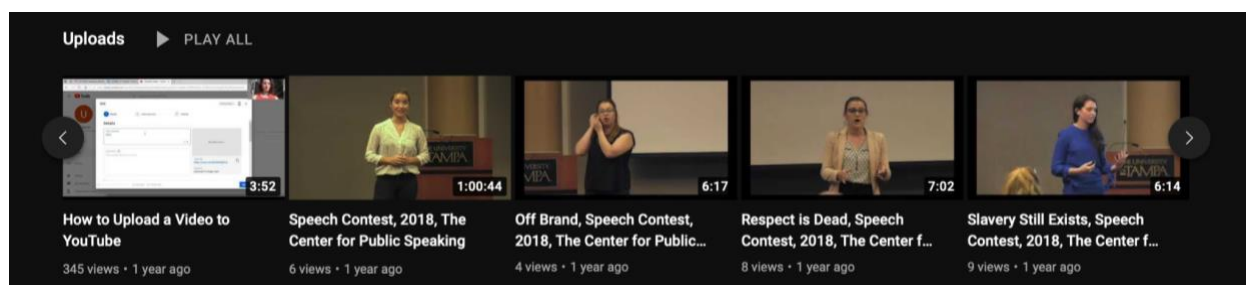 Uploads PLAY ALL
3:52
1:00:44
6:17
7:02
6:14
TAMPA
TAMPA
TAMPA
How to Upload a Video to
YouTube
345 views • 1 year ago
Speech Contest, 2018, The
Center for Public Speaking
6 views • 1 year ago
Off Brand, Speech Contest,
2018, The Center for Public...
4 views • 1 year ago
Respect is Dead, Speech
Contest, 2018, The Center f...
8 views • 1 year ago
Slavery Still Exists, Speech
Contest, 2018, The Center f...
9 views • 1 year ago